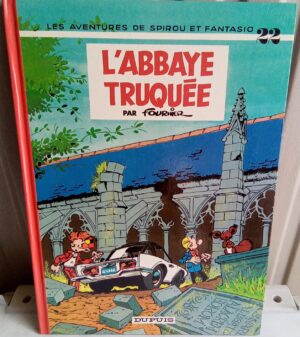 LES AVENTURES DE SPIROU ET FANTASIO
22
L'ABBAYE
TRUQUÉE
PAR FOURNIER
DUPUIS